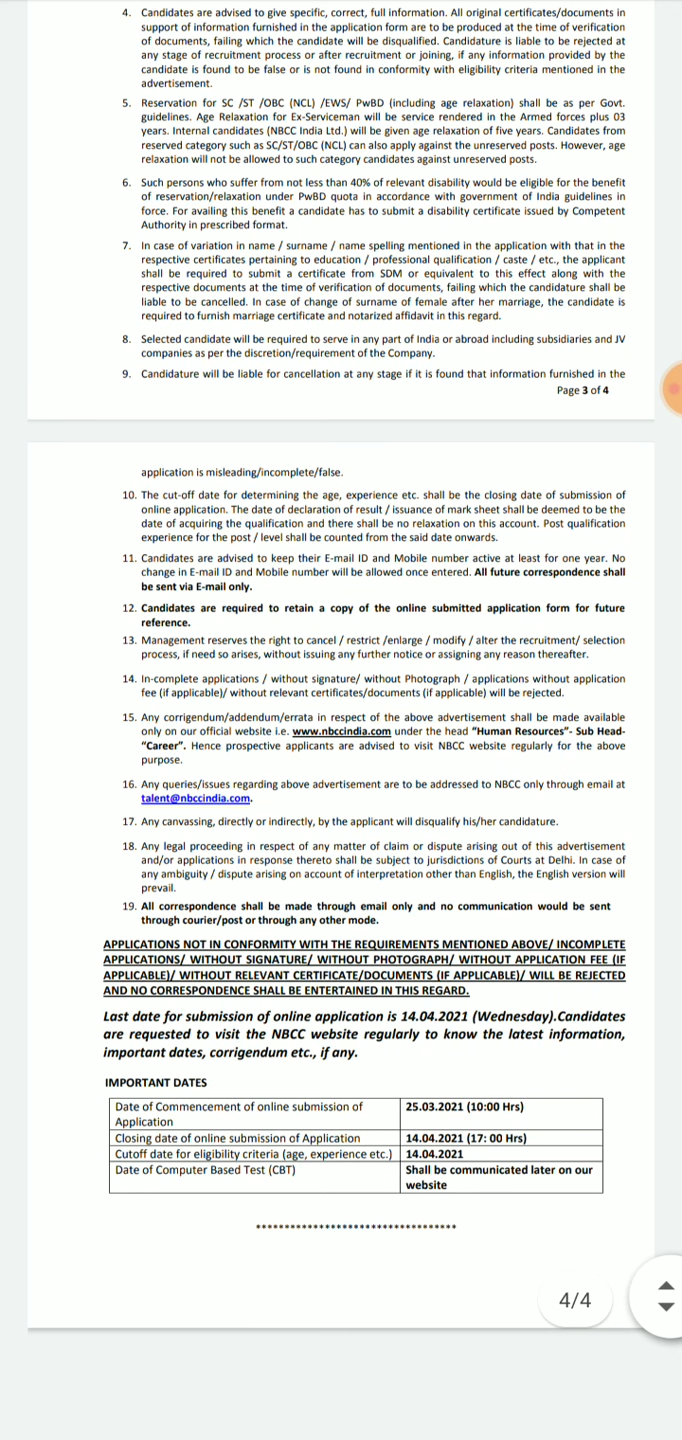 4. Candidates are advised to give specific, correct, full information. All original certificates/documents in
support of information furnished in the application form are to be produced at the time of verification
of documents, failing which the candidate will be disqualified. Candidature is liable to be rejected at
any stage of recruitment process or after recruitment or joining, if any information provided by the
candidate is found to be false or is not found in conformity with eligibility criteria mentioned in the
advertisement.
5. Reservation for SC /ST /OBC (NCL) /EWS/ PwBD (including age relaxation) shall be as per Govt.
guidelines. Age Relaxation for Ex-Serviceman will be service rendered in the Armed forces plus 03
years. Internal candidates (NBCC India Ltd.) will be given age relaxation of five years. Candidates from
reserved category such as SC/ST/OBC (NCL) can also apply against the unreserved posts. However, age
relaxation will not be allowed to such category candidates against unreserved posts.
6. Such persons who suffer from not less than 40% of relevant disability would be eligible for the benefit
of reservation/relaxation under PwBD quota in accordance with government of India guidelines in
force. For availing this benefit a candidate has to submit a disability certificate issued by Competent
Authority in prescribed format.
7. In case of variation in name / surname / name spelling mentioned in the application with that in the
respective certificates pertaining to education / professional qualification / caste / etc., the applicant
shall be required to submit a certificate from SDM or equivalent to this effect along with the
respective documents at the time of verification of documents, failing which the candidature shall be
liable to be cancelled. In case of change of surname of female after her marriage, the candidate is
required to furnish marriage certificate and notarized affidavit in this regard.
8. Selected candidate will be required to serve in any part of India or abroad including subsidiaries and JV
companies as per the discretion/requirement of the Company.
9. Candidature will be liable for cancellation at any stage if it is found that information furnished in the
Page 3 of 4
application is misleading/incomplete/false.
10. The cut-off date for determining the age, experience etc. shall be the closing date of submission of
online application. The date of declaration of result / issuance of mark sheet shall be deemed to be the
date of acquiring the qualification and there shall be no relaxation on this account. Post qualification
experience for the post / level shall be counted from the said date onwards.
11. Candidates are advised to keep their E-mail ID and Mobile number active at least for one year. No
change in E-mail ID and Mobile number will be allowed once entered. All future correspondence shall
be sent via E-mail only.
12. Candidates are required to retain a copy of the online submitted application form for future
reference.
13. Management reserves the right to cancel / restrict /enlarge / modify / alter the recruitment/ selection
process, if need so arises, without issuing any further notice or assigning any reason thereafter.
14. In-complete applications / without signature/ without Photograph / applications without application
fee (if applicable)/ without relevant certificates/documents (if applicable) will be rejected.
15. Any corrigendum/addendum/errata in respect of the above advertisement shall be made available
only on our official website i.e. www.nbccindia.com under the head "Human Resources"- Sub Head-
"Career". Hence prospective applicants are advised to visit NBCC website regularly for the above
purpose.
16. Any queries/issues regarding above advertisement are to be addressed to NBCC only through email at
talent@nbccindia.com.
17. Any canvassing, directly or indirectly, by the applicant will disqualify his/her candidature.
18. Any legal proceeding in respect of any matter of claim or dispute arising out of this advertisement
and/or applications in response thereto shall be subject to jurisdictions of Courts at Delhi. In case of
any ambiguity / dispute arising on account of interpretation other than English, the English version will
prevail.
19. All correspondence shall be made through email only and no communication would be sent
through courier/post or through any other mode.
APPLICATIONS NOT IN CONFORMITY WITH THE REQUIREMENTS MENTIONED ABOVE/ INCOMPLETE
APPLICATIONS/ WITHOUT SIGNATURE/ WITHOUT PHOTOGRAPH/ WITHOUT APPLICATION FEE (IF
APPLICABLE)/ WITHOUT RELEVANT CERTIFICATE/DOCUMENTS (IF APPLICABLE)/ WILL BE REJECTED
AND NO CORRESPONDENCE SHALL BE ENTERTAINED IN THIS REGARD.
Last date for submission of online application is 14.04.2021 (Wednesday).Candidates
are requested to visit the NBCC website regularly to know the latest information,
important dates, corrigendum etc., if any.
IMPORTANT DATES
Date of Commencement of online submission of 25.03.2021 (10:00 Hrs)
Application
Closing date of online submission of Application 14.04.2021 (17: 00 Hrs)
Cutoff date for eligibility criteria (age, experience etc.) 14.04.2021
Date of Computer Based Test (CBT) Shall be communicated later on our
website
************************************
4/4